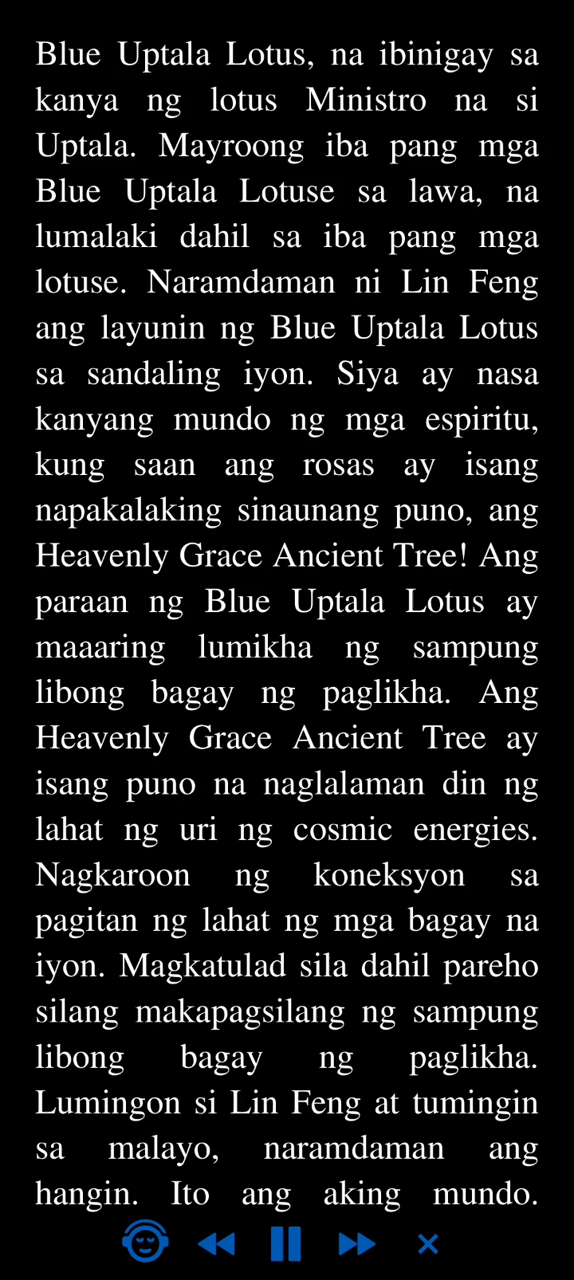 Blue Uptala Lotus, na ibinigay sa
kanya ng lotus Ministro na si
Uptala. Mayroong iba pang mga
Blue Uptala Lotuse sa lawa, na
lumalaki dahil sa iba pang mga
lotuse. Naramdaman ni Lin Feng
ang layunin ng Blue Uptala Lotus
sa sandaling iyon. Siya ay nasa
kanyang mundo ng mga espiritu,
kung saan ang rosas ay isang
napakalaking sinaunang puno, ang
Heavenly Grace Ancient Tree! Ang
paraan ng Blue Uptala Lotus ay
maaaring lumikha ng sampung
libong bagay ng paglikha. Ang
Heavenly Grace Ancient Tree ay
isang puno na naglalaman din ng
lahat ng uri ng cosmic energies.
Nagkaroon ng koneksyon sa
pagitan ng lahat ng mga bagay na
iyon. Magkatulad sila dahil pareho
silang makapagsilang ng sampung
libong bagay ng paglikha.
Lumingon si Lin Feng at tumingin
sa malayo, naramdaman ang
hangin. Ito ang aking mundo.